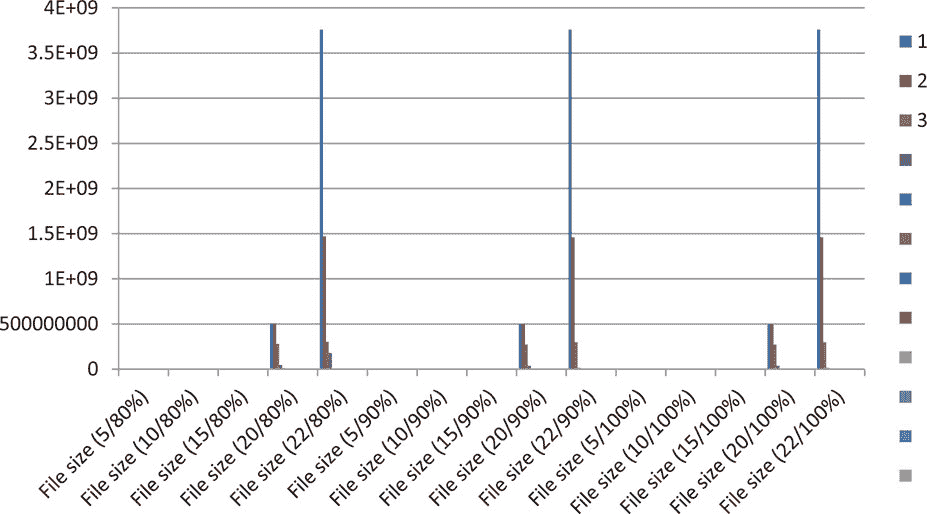 4E+09
3.5E+09
3E+09
2.5E+09
2E+09
1.5E+09
1E+09
500000000
0
File size (5/80%)
File size (10/80%)
File size (15/80%)
File size (20/80%)
File size (22/80%)
File size (5/90%)
File size (10/90%)
File size (15/90%)
File size (20/90%)
File size (22/90%)
File size (5/100%)
File size (10/100%)
File size (15/100%)
File size (20/100%)
File size (22/100%)
1
2
3